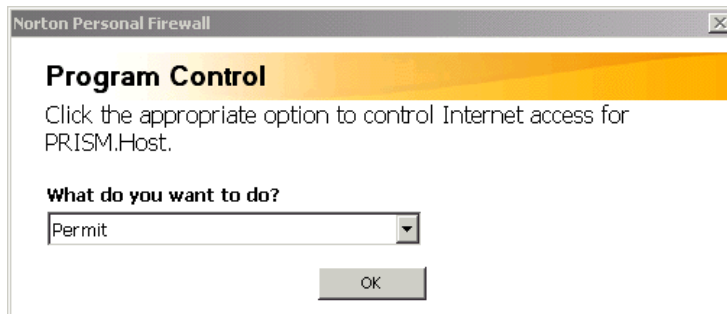 Norton Personal Firewall
Program Control
Click the appropriate option to control Internet access for
PRISM.Host.
What do you want to do?
Permit
OK